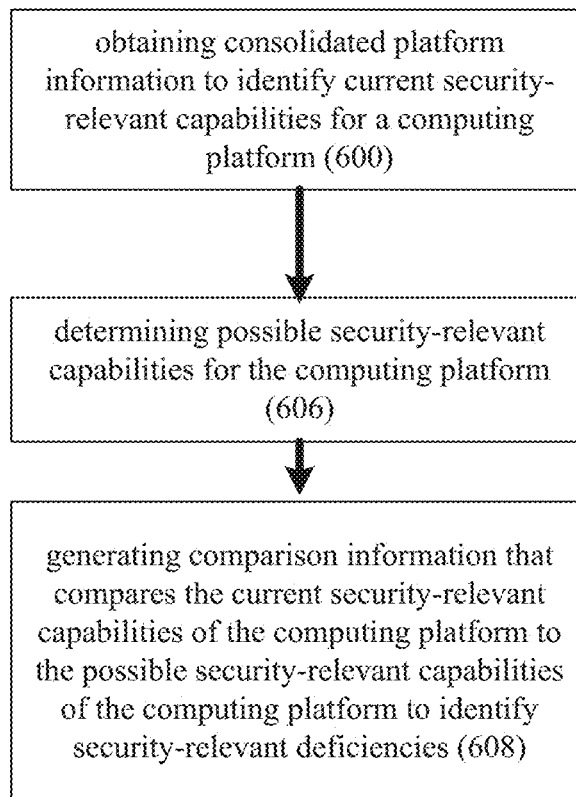 obtaining consolidated platform
information to identify current security-
relevant capabilities for a computing
platform (600)
determining possible security-relevant
capabilities for the computing platform
(606)
generating comparison information that
compares the current security-relevant
capabilities of the computing platform to
the possible security-relevant capabilities
of the computing platform to identify
security-relevant deficiencies (608)